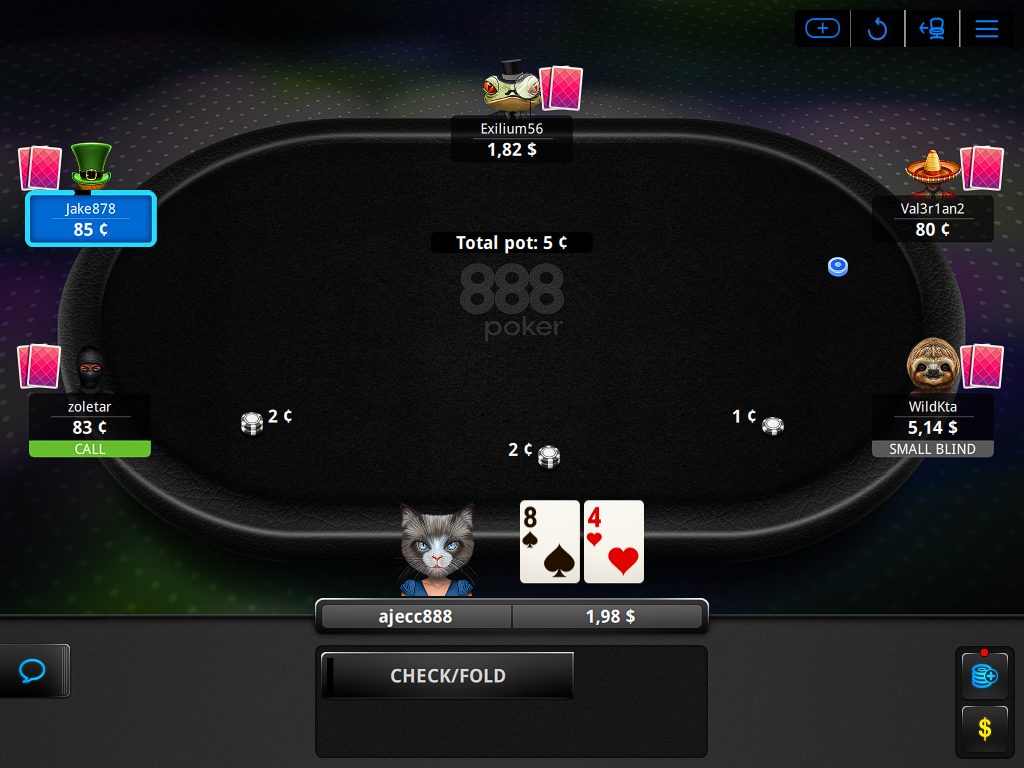 Exilium56
1,82 $
Jake878
85 ¢
Val3r1an2
80 ¢
Total pot: 5 ¢
888
poker
zoletar
83 ¢
CALL
2 ¢
2 ¢
1 ¢
WildKta
5,14 $
SMALL BLIND
8
4
ajecc888
1,98 $
CHECK/FOLD
$